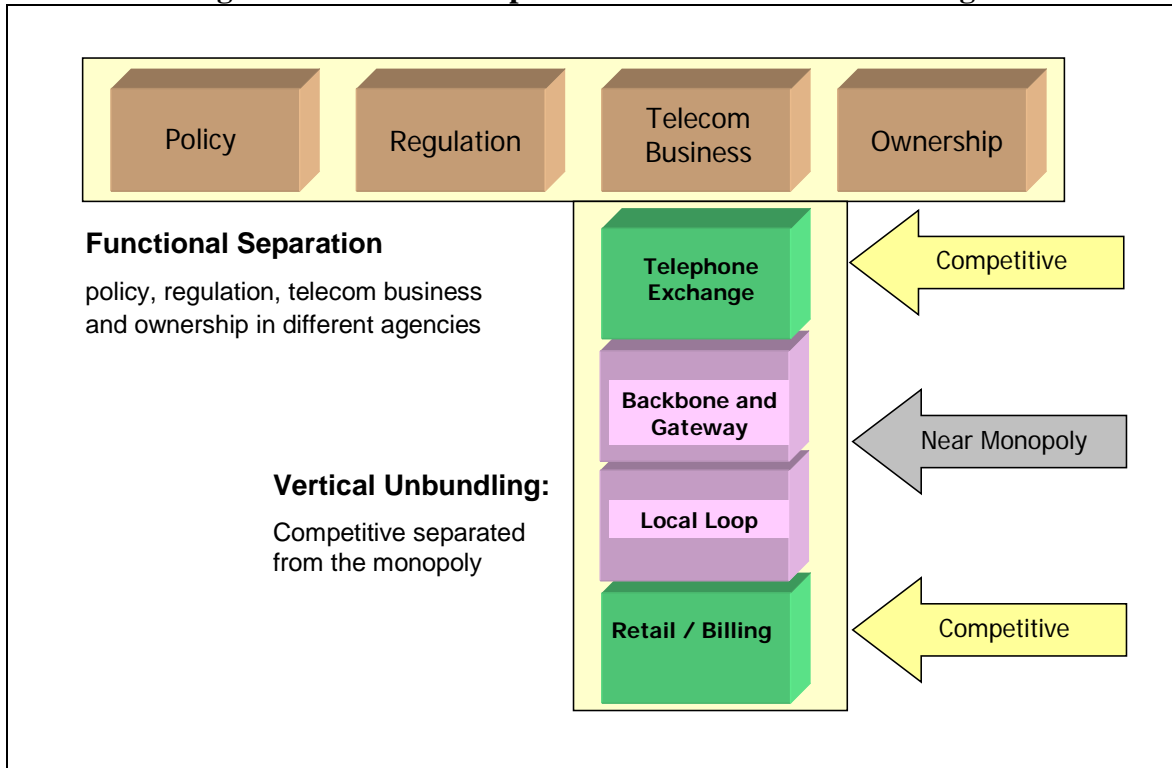 Policy
Regulation
Telecom
Business
Ownership
Functional Separation
policy, regulation, telecom business
and ownership in different agencies
Telephone
Exchange
Competitive
Backbone and
Gateway
Near Monopoly
Vertical Unbundling:
Competitive separated
from the monopoly
Local Loop
Retail / Billing
Competitive